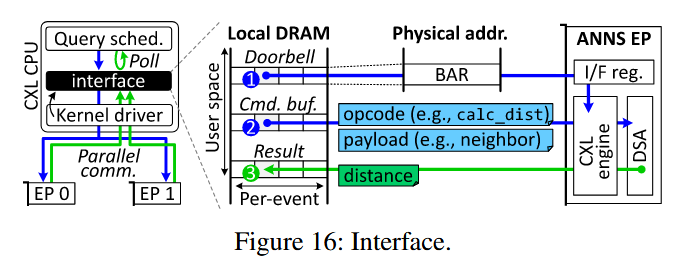 CXL CPU
Query sched.
Poll
interface
Kernel driver
Parallel
comm.
EP 0
EP 1
Local DRAM
User space
Doorbell
1
Cmd. buf.
2
Result
3
Per-event
Physical addr.
BAR
opcode (e.g., calc_dist)
payload (e.g., neighbor)
distance
ANNS EP
I/F reg.
CXL
engine
DSA
Figure 16: Interface.